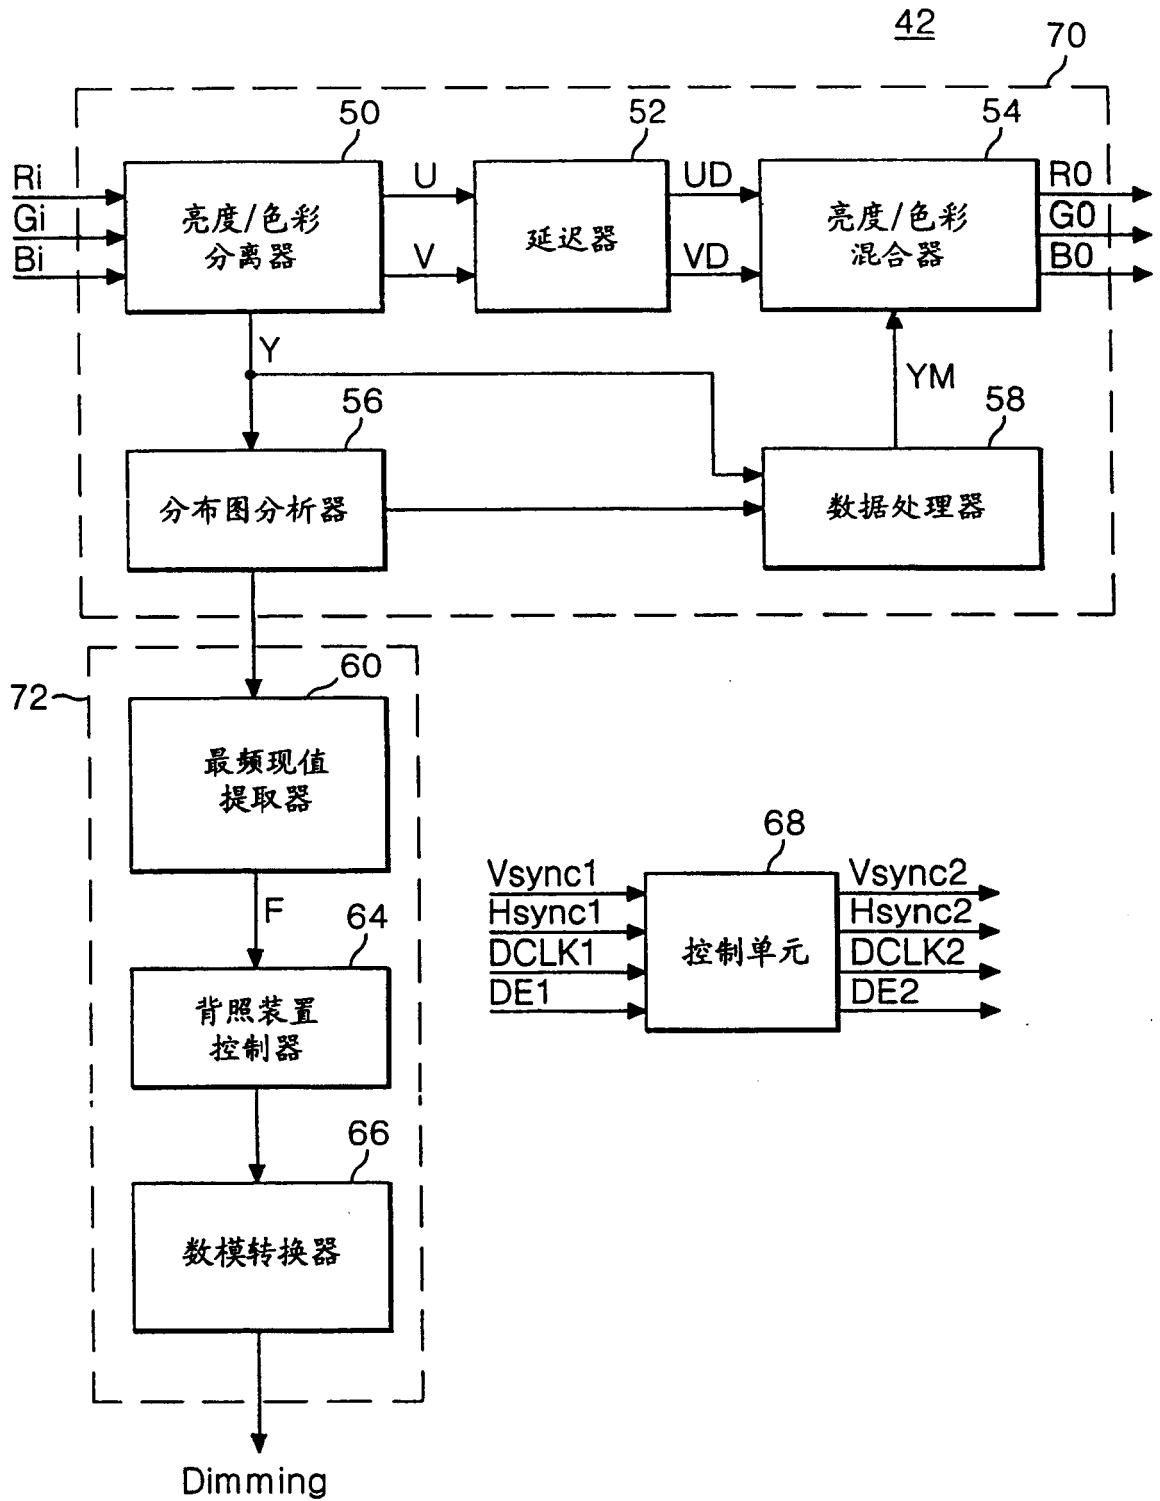 42
70
50
52
54
Ri
Gi
Bi
亮度/色彩
分离器
U
V
延迟器
UD
VD
亮度/色彩
混合器
R0
G0
B0
Y
YM
56
58
分布图分析器
数据处理器
72
60
最频现值
提取器
F
64
背照装置
控制器
66
数模转换器
Dimming
68
Vsync1
Hsync1
DCLK1
DE1
控制单元
Vsync2
Hsync2
DCLK2
DE2